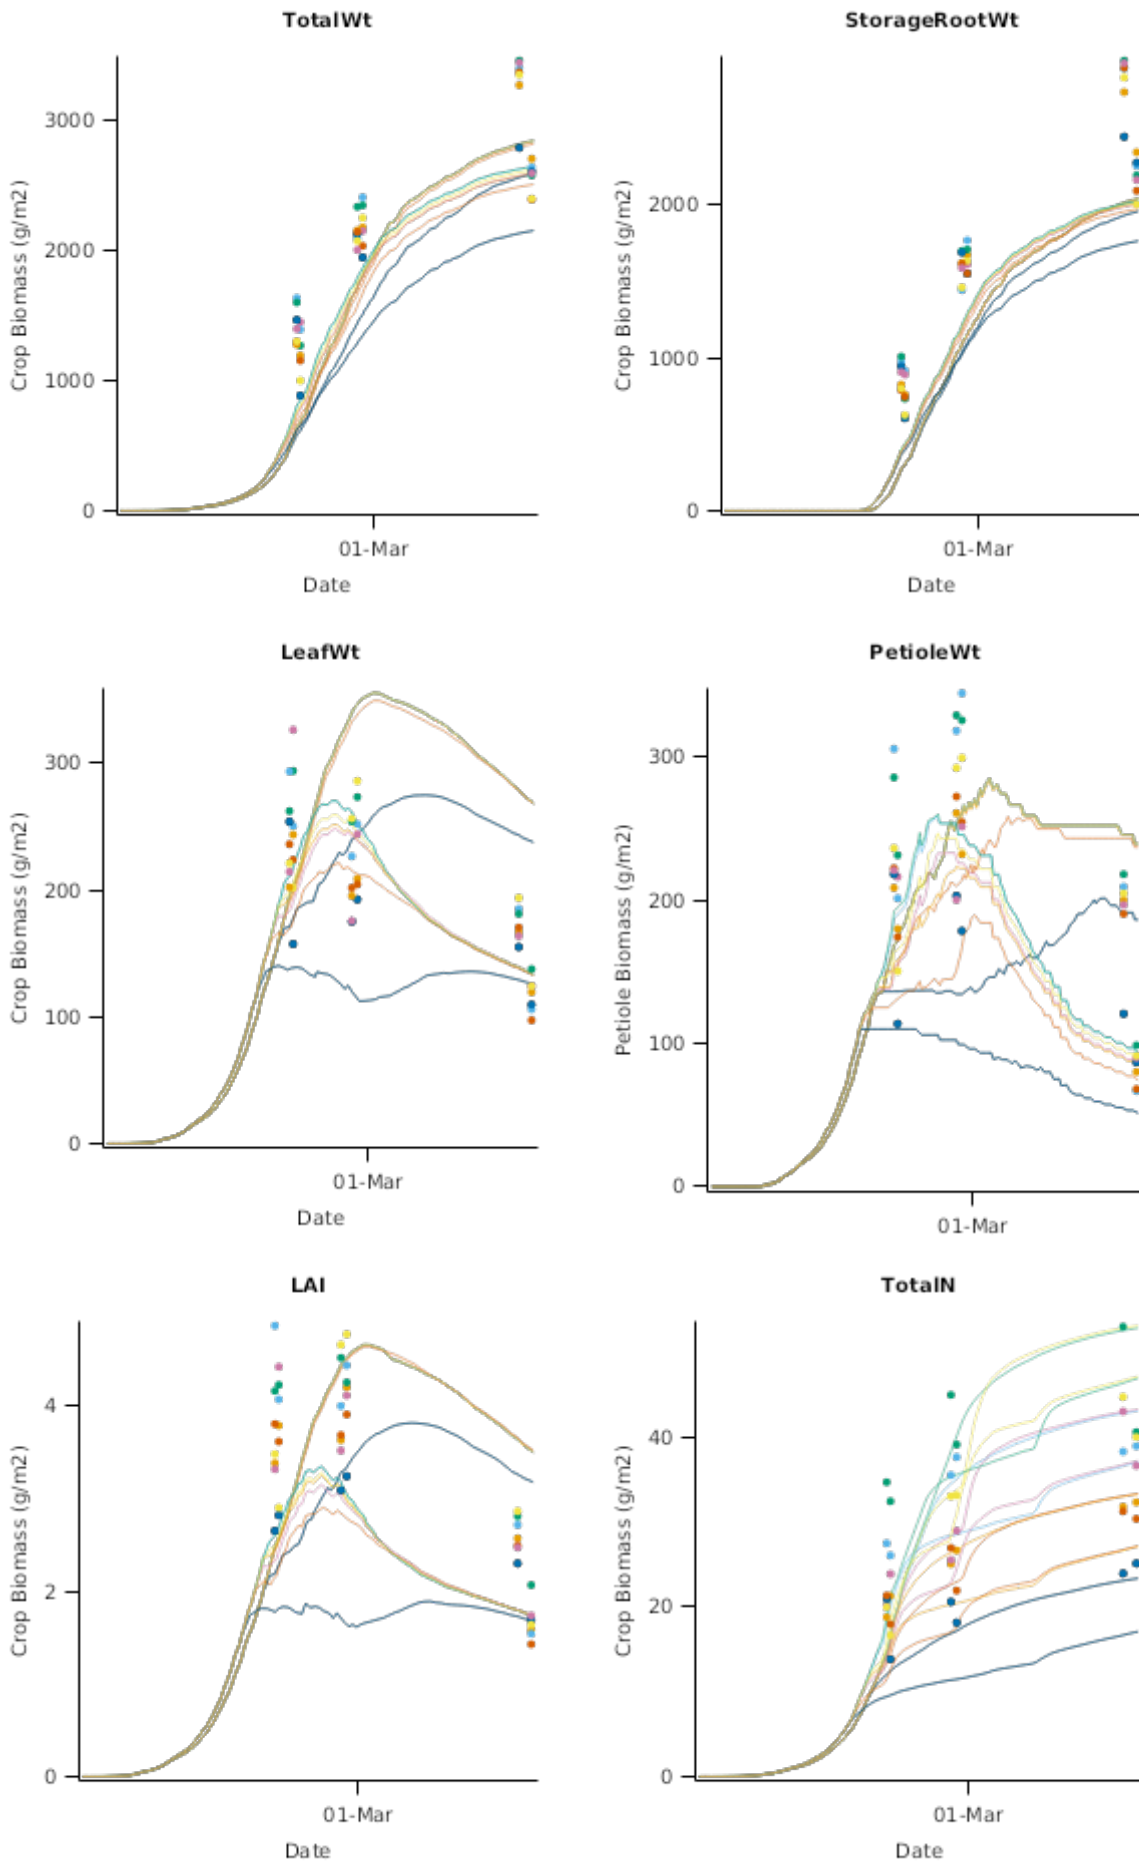 TotalWt
StorageRootWt
Crop Biomass (g/m2)
3000
2000
1000
0
01-Mar
Date
Crop Biomass (g/m2)
2000
1000
0
01-Mar
Date
LeafWt
PetioleWt
Crop Biomass (g/m2)
300
200
100
0
01-Mar
Date
Petiole Biomass (g/m2)
300
200
100
0
01-Mar
LAI
TotalN
Crop Biomass (g/m2)
4
2
0
01-Mar
Date
Crop Biomass (g/m2)
40
20
0
01-Mar
Date